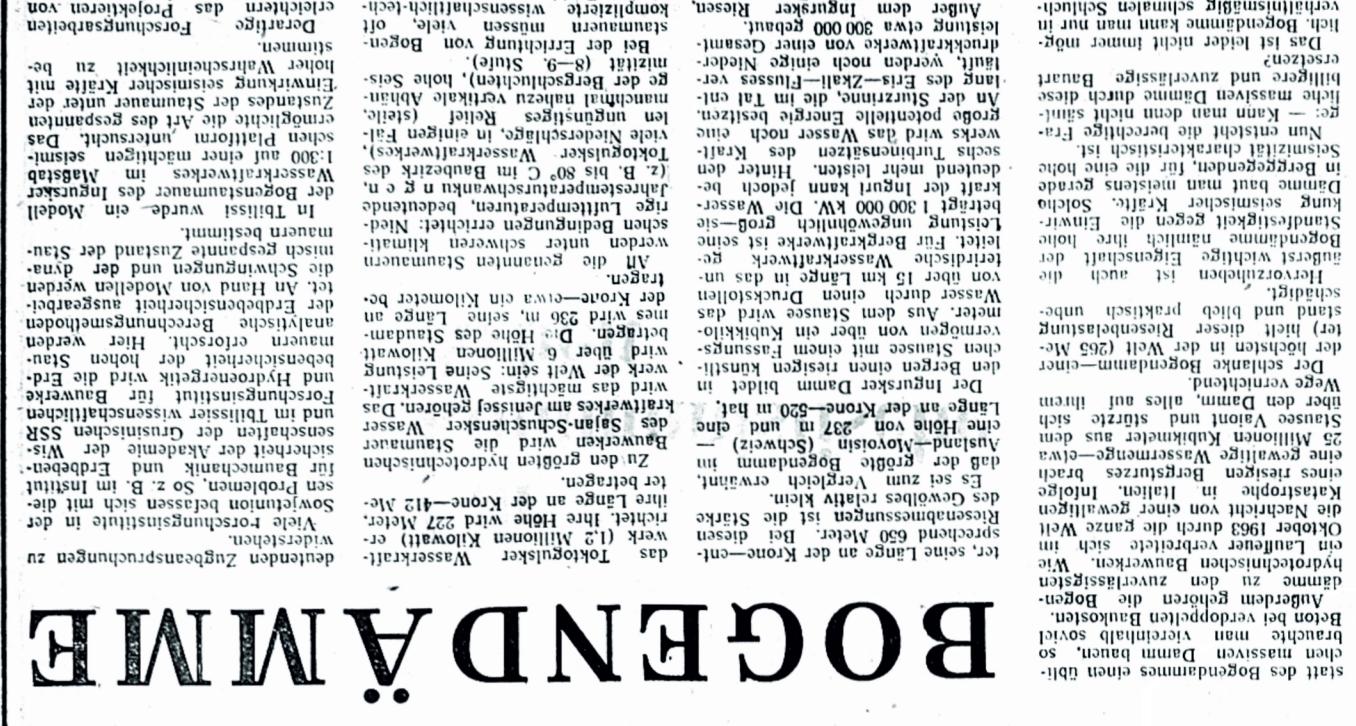 BOGENDÄMME
statt des Bogendammes einen übli-
chen massiven Damm bauen, so
brauchte man viereinhalb soviel
Beton bei verdoppelten Baukosten.
Außerdem gehören die Bogen-
dämme zu den zuverlässigsten
hydrotechnischen Bauwerken. Wie
ein Lauffeuer verbreitete sich im
Oktober 1963 durch die ganze Welt
die Nachricht von einer gewaltigen
Katastrophe in Italien. Infolge
eines riesigen Bergsturzes brach
eine gewaltige Wassermenge—etwa
25 Millionen Kubikmeter aus dem
Stausee Vaiont und stürzte sich
über den Damm, alles auf ihrem
Wege vernichtend.
Der schlanke Bogendamm—einer
der höchsten in der Welt (265 Me-
ter) hielt dieser Riesenbelastung
stand und blieb praktisch unbe-
schädigt.
Hervorzuheben ist auch die
äußerst wichtige Eigenschaft der
Bogendämme nämlich ihre hohe
Standfestigkeit gegen die Einwir-
kung seismischer Kräfte. Solche
Dämme baut man meistens gerade
in Berggegenden, für die eine hohe
Seismizität charakteristisch ist.
Nun entsteht die berechtige Fra-
ge: — Kann man denn nicht sämt-
liche massiven Dämme durch diese
billigere und zuverlässige Bauart
ersetzen?
Das ist leider nicht immer mög-
lich. Bogendämme kann man nur in
verhältnismäßig schmalen Schluch-
ter, seine Länge an der Krone—ent-
sprechend 650 Meter. Bei diesen
Riesenabmessungen ist die Stärke
des Gewölbes relativ klein.
Es sei zum Vergleich erwähnt,
daß der größte Bogendamm im
Ausland—Movoisin (Schweiz) —
eine Höhe von 237 m und eine
Länge an der Krone—520 m hat.
Der Ingursker Damm bildet in
den Bergen einen riesigen künstli-
chen Stausee mit einem Fassungs-
vermögen von über ein Kubikkilo-
meter. Aus dem Stausee wird das
Wasser durch einen Druckstollen
von über 15 km Länge in das un-
terirdische Wasserkraftwerk ge-
leitet. Für Bergkraftwerke ist seine
Leistung ungewöhnlich groß—sie
beträgt 1 300 000 kW. Die Wasser-
kraft der Inguri kann jedoch be-
deutend mehr leisten. Hinter den
sechs Turbinensätzen des Kraft-
werks wird das Wasser noch eine
große potentielle Energie besitzen.
An der Sturzrinne, die im Tal ent-
lang des Eris—Zkali—Flusses ver-
läuft, werden noch einige Nieder-
druckkraftwerke von einer Gesamt-
leistung etwa 300 000 gebaut.
Außer dem Ingursker Riesen,
das Toktogulsker Wasserkraft-
werk (1,2 Millionen Kilowatt) er-
richtet. Ihre Höhe wird 227 Meter,
ihre Länge an der Krone—412 Me-
ter betragen.
Zu den größten hydrotechnischen
Bauwerken wird die Staumauer
des Sajan-Schuschensker Wasser
kraftwerkes am Jenissej gehören. Das
wird das mächtigste Wasserkraft-
werk der Welt sein: Seine Leistung
wird über 6 Millionen Kilowatt
betragen. Die Höhe des Staudam-
mes wird 236 m, seine Länge an
der Krone—etwa ein Kilometer be-
tragen.
All die genannten Staumauern
werden unter schweren klimati-
schen Bedingungen errichtet: Nied-
rige Lufttemperaturen, bedeutende
Jahrestemperaturschwankungen,
(z. B. bis 80° C im Baubezirk des
Toktogulsker Wasserkraftwerkes),
viele Niederschläge, in einigen Fäl-
len ungünstiges Relief (steile,
manchmal nahezu vertikale Abhän-
ge der Bergschluchten), hohe Seis-
mizität (8—9. Stufe).
Bei der Errichtung von Bogen-
staumauern müssen viele, oft
komplizierte wissenschaftlich-tech-
deutenden Zugbeanspruchungen zu
widerstehen.
Viele Forschungsinstitute in der
Sowjetunion befassen sich mit die-
sen Problemen, So z. B. im Institut
für Baumechanik und Erdbeben-
sicherheit der Akademie der Wis-
senschaften der Grusinischen SSR
und im Tbilissier wissenschaftlichen
Forschungsinstitut für Bauwerke
und Hydroenergetik wird die Erd-
bebensicherheit der hohen Stau-
mauern erforscht. Hier werden
analytische Berechnungsmethoden
der Erdbebensicherheit ausgearbei-
tet. An Hand von Modellen werden
die Schwingungen und der dyna-
misch gespannte Zustand der Stau-
mauern bestimmt.
In Tbilissi wurde ein Modell
der Bogenstaumauer des Ingursker
Wasserkraftwerkes im Maßstab
1:300 auf einer mächtigen seismi-
schen Plattform untersucht. Das
ermöglichte die Art des gespannten
Zustandes der Staumauer unter der
Einwirkung seismischer Kräfte mit
hoher Wahrscheinlichkeit zu be-
stimmen.
Derartige Forschungsarbeiten
erleichtern das Projektieren von